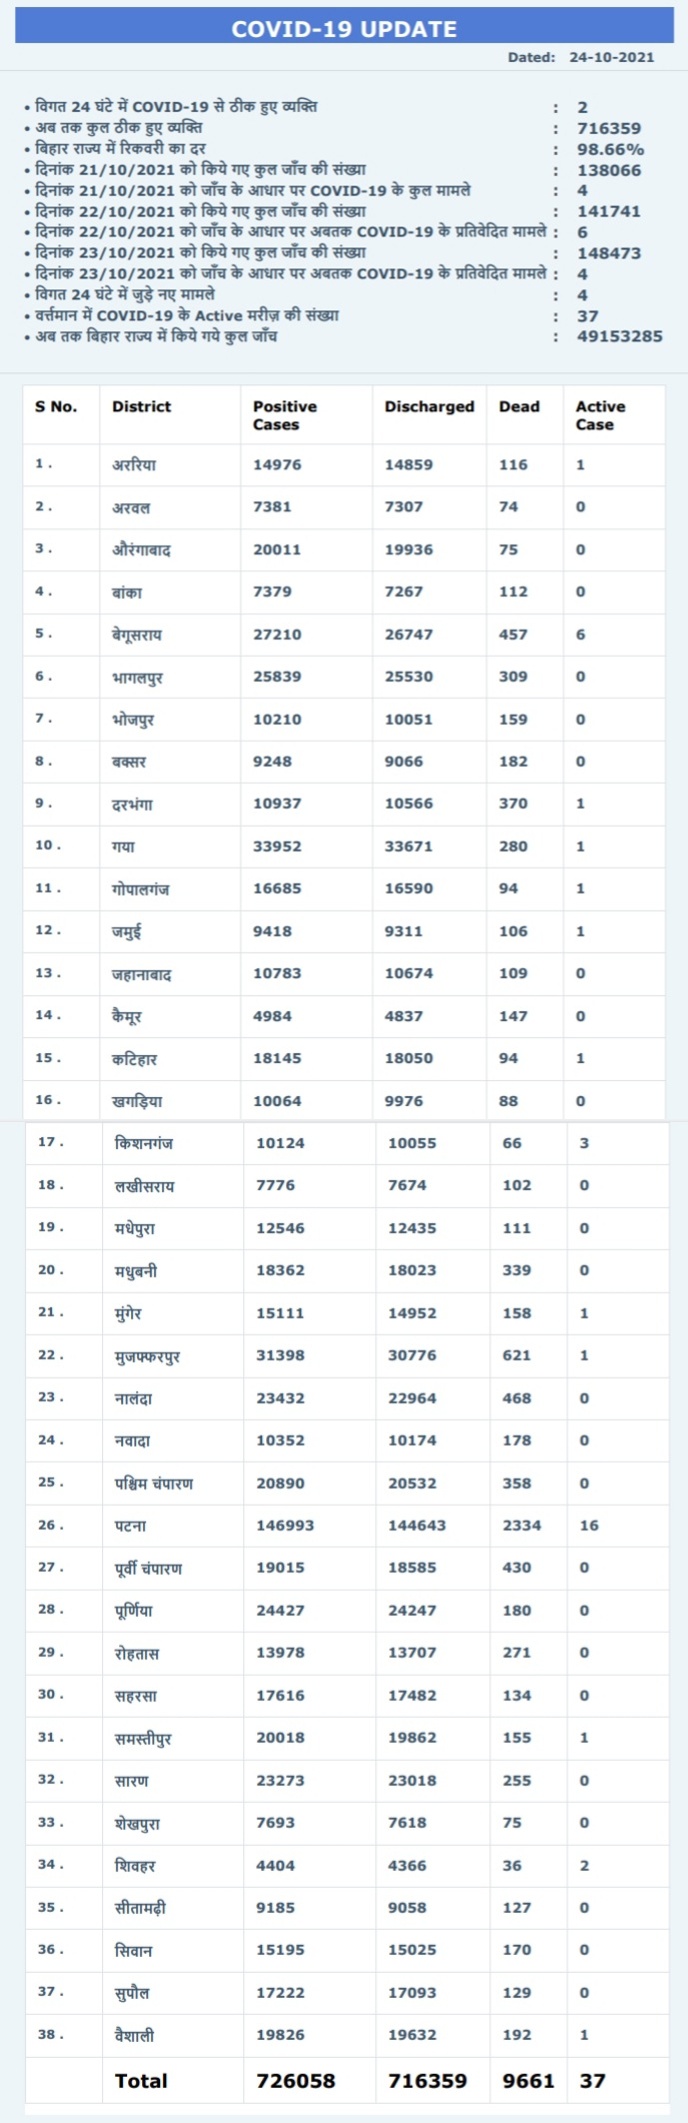 COVID-19 UPDATE
Dated: 24-10-2021
• विगत 24 घंटे में COVID-19 से ठीक हुए व्यक्ति : 2
• अब तक कुल ठीक हुए व्यक्ति : 716359
• बिहार राज्य में रिकवरी का दर : 98.66%
• दिनांक 21/10/2021 को किये गए कुल जाँच की संख्या : 138066
• दिनांक 21/10/2021 को जाँच के आधार पर COVID-19 के कुल मामले : 4
• दिनांक 22/10/2021 को किये गए कुल जाँच की संख्या : 141741
• दिनांक 22/10/2021 को जाँच के आधार पर अबतक COVID-19 के प्रतिवेदित मामले : 6
• दिनांक 23/10/2021 को किये गए कुल जाँच की संख्या : 148473
• दिनांक 23/10/2021 को जाँच के आधार पर अबतक COVID-19 के प्रतिवेदित मामले : 4
• विगत 24 घंटे में जुड़े नए मामले : 4
• वर्त्तमान में COVID-19 के Active मरीज़ की संख्या : 37
• अब तक बिहार राज्य में किये गये कुल जाँच : 49153285
S No. District Positive Cases Discharged Dead Active Case
1 . अररिया 14976 14859 116 1
2 . अरवल 7381 7307 74 0
3 . औरंगाबाद 20011 19936 75 0
4 . बांका 7379 7267 112 0
5 . बेगूसराय 27210 26747 457 6
6 . भागलपुर 25839 25530 309 0
7 . भोजपुर 10210 10051 159 0
8 . बक्सर 9248 9066 182 0
9 . दरभंगा 10937 10566 370 1
10 . गया 33952 33671 280 1
11 . गोपालगंज 16685 16590 94 1
12 . जमुई 9418 9311 106 1
13 . जहानाबाद 10783 10674 109 0
14 . कैमूर 4984 4837 147 0
15 . कटिहार 18145 18050 94 1
16 . खगड़िया 10064 9976 88 0
17 . किशनगंज 10124 10055 66 3
18 . लखीसराय 7776 7674 102 0
19 . मधेपुरा 12546 12435 111 0
20 . मधुबनी 18362 18023 339 0
21 . मुंगेर 15111 14952 158 1
22 . मुजफ्फरपुर 31398 30776 621 1
23 . नालंदा 23432 22964 468 0
24 . नवादा 10352 10174 178 0
25 . पश्चिम चंपारण 20890 20532 358 0
26 . पटना 146993 144643 2334 16
27 . पूर्वी चंपारण 19015 18585 430 0
28 . पूर्णिया 24427 24247 180 0
29 . रोहतास 13978 13707 271 0
30 . सहरसा 17616 17482 134 0
31 . समस्तीपुर 20018 19862 155 1
32 . सारण 23273 23018 255 0
33 . शेखपुरा 7693 7618 75 0
34 . शिवहर 4404 4366 36 2
35 . सीतामढ़ी 9185 9058 127 0
36 . सिवान 15195 15025 170 0
37 . सुपौल 17222 17093 129 0
38 . वैशाली 19826 19632 192 1
Total 726058 716359 9661 37